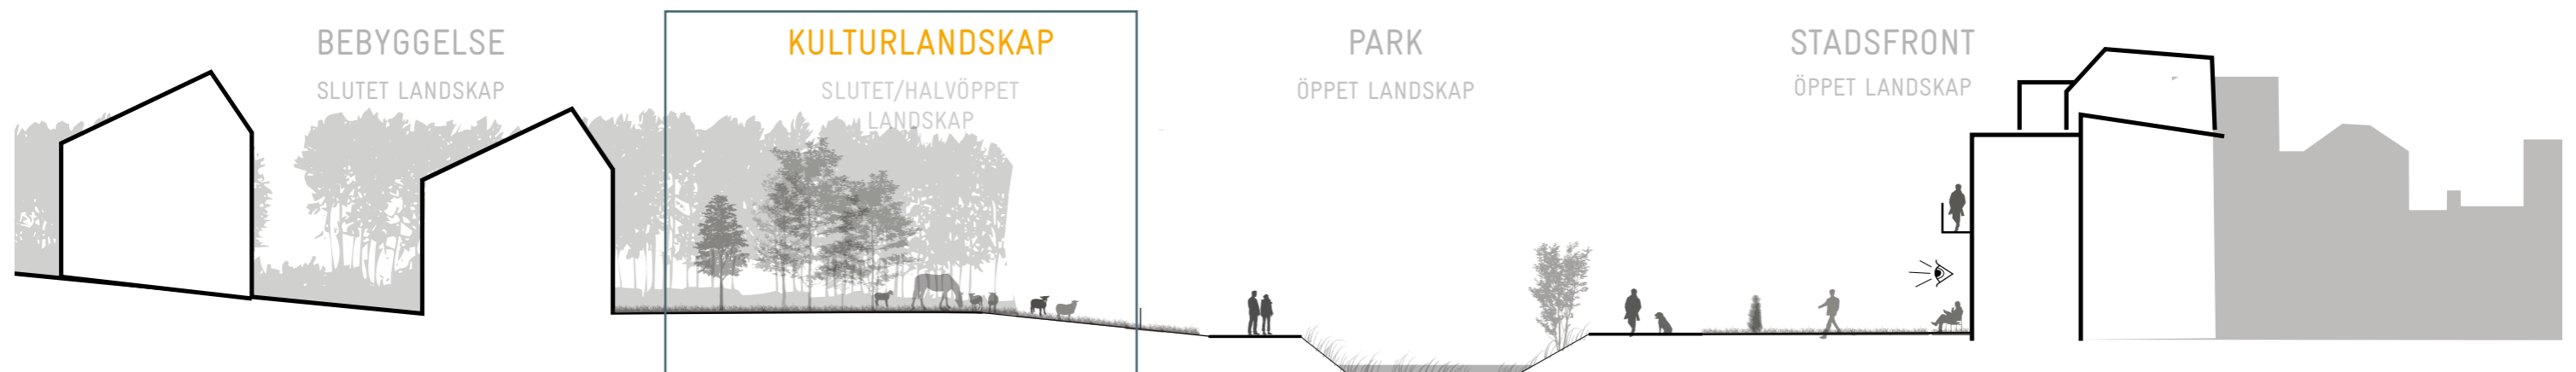 BEBYGGELSE
SLUTET LANDSKAP
KULTURLANDSKAP
SLUTET/HALVÖPPET
LANDSKAP
PARK
ÖPPET LANDSKAP
STADSFRONT
ÖPPET LANDSKAP